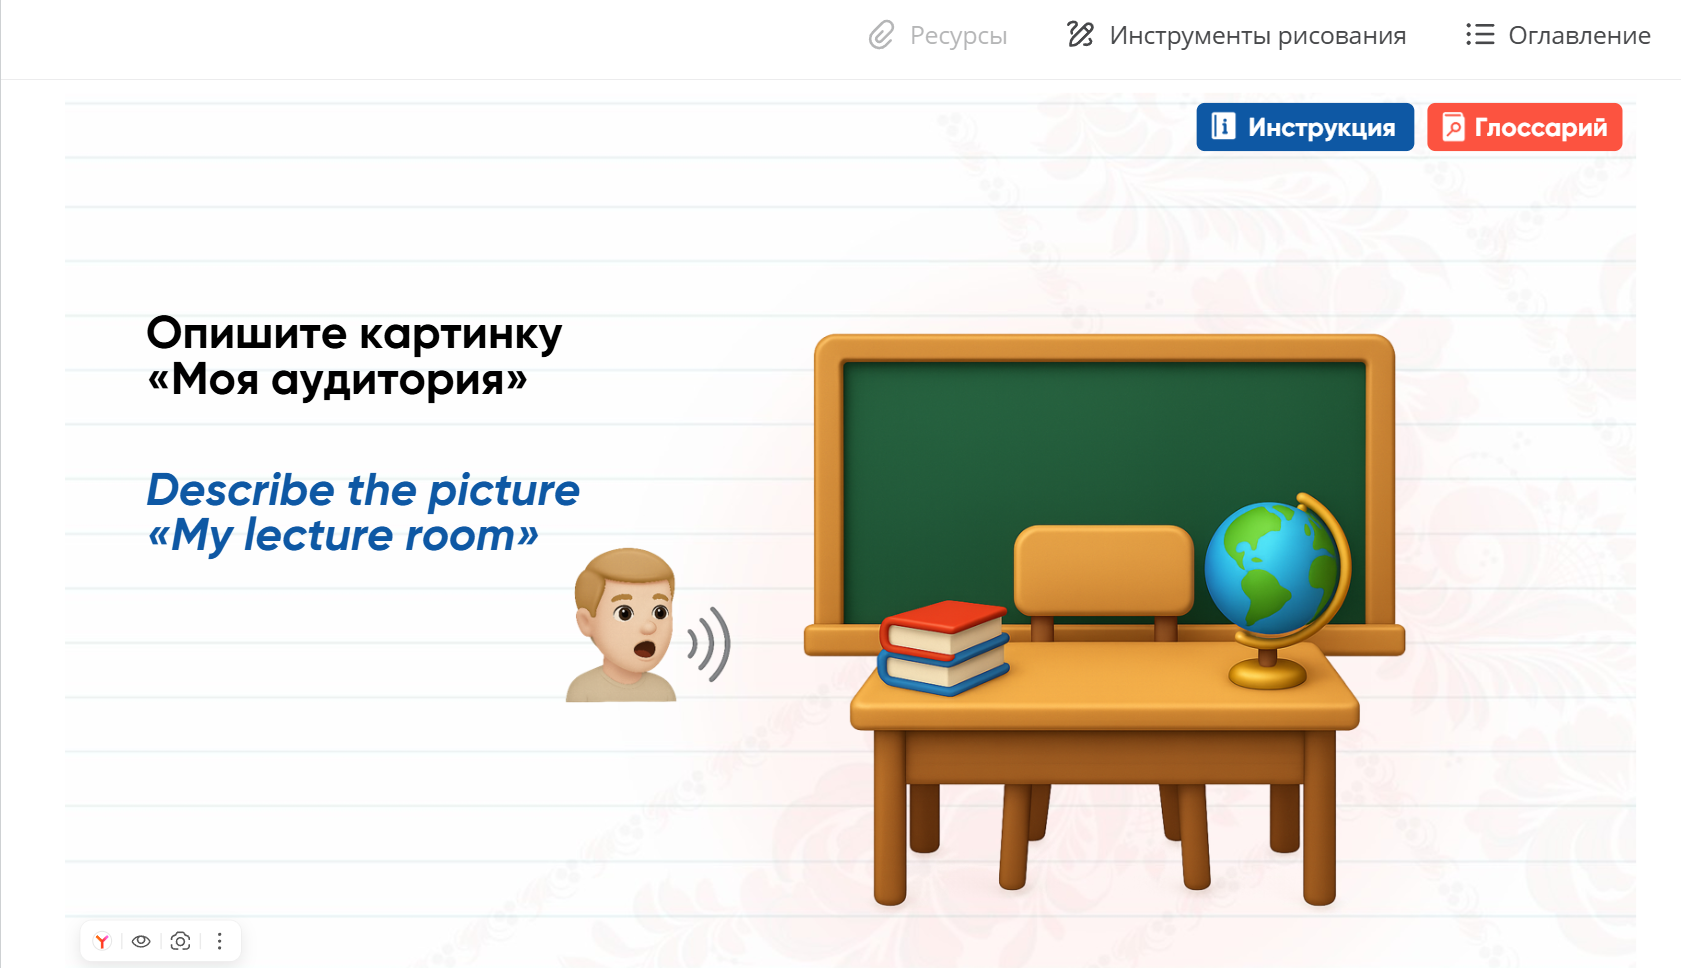 Ресурсы
Инструменты рисования
Оглавление
Инструкция
Глоссарий
Опишите картинку
«Моя аудитория»
Describe the picture
«My lecture room»